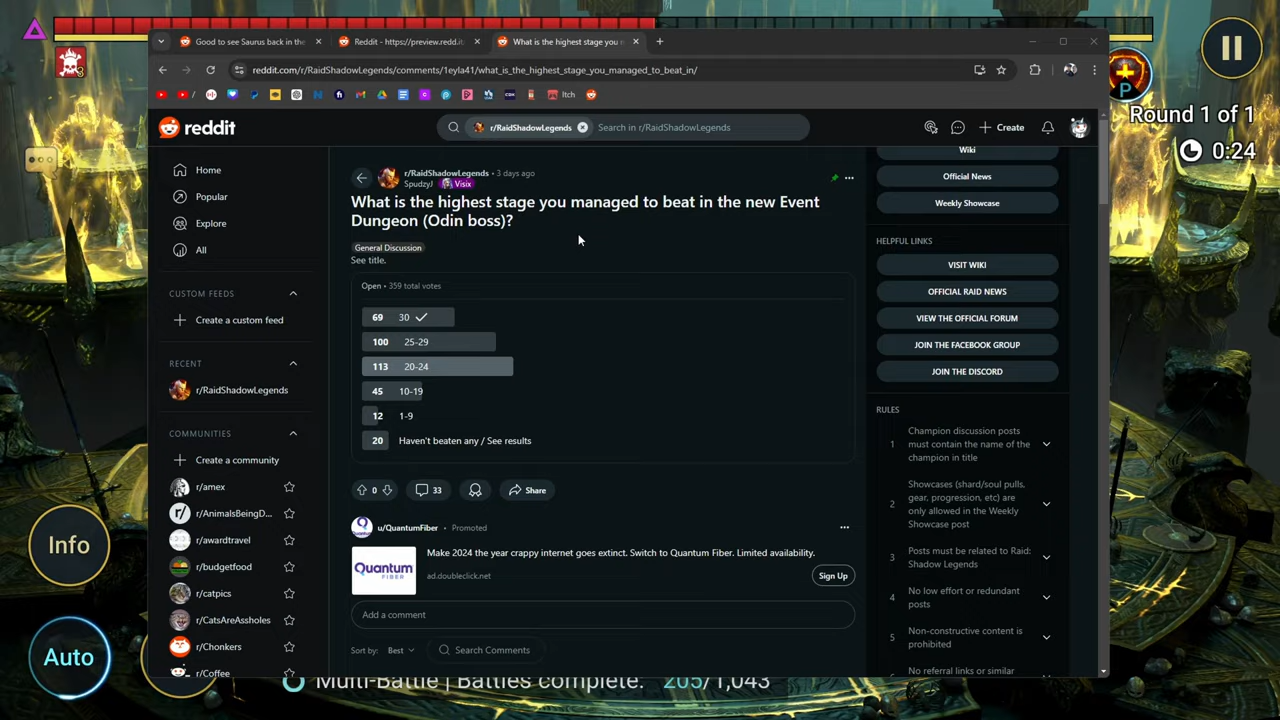 Good to see Saurus back in the
Reddit - https://preview.redd.it
What is the highest stage you m
reddit.com/r/RaidShadowLegends/comments/1eyla41/what_is_the_highest_stage_you_managed_to_beat_in/
Itch
reddit
r/RaidShadowLegends
Search in r/RaidShadowLegends
Create
P
Round 1 of 1
0:24
3
Home
Popular
Explore
All
CUSTOM FEEDS
Create a custom feed
RECENT
r/RaidShadowLegends
COMMUNITIES
Create a community
r/amex
r/AnimalsBeingD...
r/awardtravel
r/budgetfood
r/catpics
r/CatsAreAssholes
r/Chonkers
r/Coffee
r/RaidShadowLegends • 3 days ago
SpudzyJ Visix
What is the highest stage you managed to beat in the new Event
Dungeon (Odin boss)?
General Discussion
See title.
Open • 359 total votes
69 30
100 25-29
113 20-24
45 10-19
12 1-9
20 Haven't beaten any / See results
0
33
Share
u/QuantumFiber • Promoted
Quantum
FIBER
Make 2024 the year crappy internet goes extinct. Switch to Quantum Fiber. Limited availability.
ad.doubleclick.net
Sign Up
Add a comment
Sort by: Best
Search Comments
Wiki
Official News
Weekly Showcase
HELPFUL LINKS
VISIT WIKI
OFFICIAL RAID NEWS
VIEW THE OFFICIAL FORUM
JOIN THE FACEBOOK GROUP
JOIN THE DISCORD
RULES
1 Champion discussion posts
must contain the name of the
champion in title
2 Showcases (shard/soul pulls,
gear, progression, etc) are
only allowed in the Weekly
Showcase post
3 Posts must be related to Raid:
Shadow Legends
4 No low effort or redundant
posts
5 Non-constructive content is
prohibited
No referral links or similar
Info
Auto
Multi-Battle | Battles complete: 205/1,043